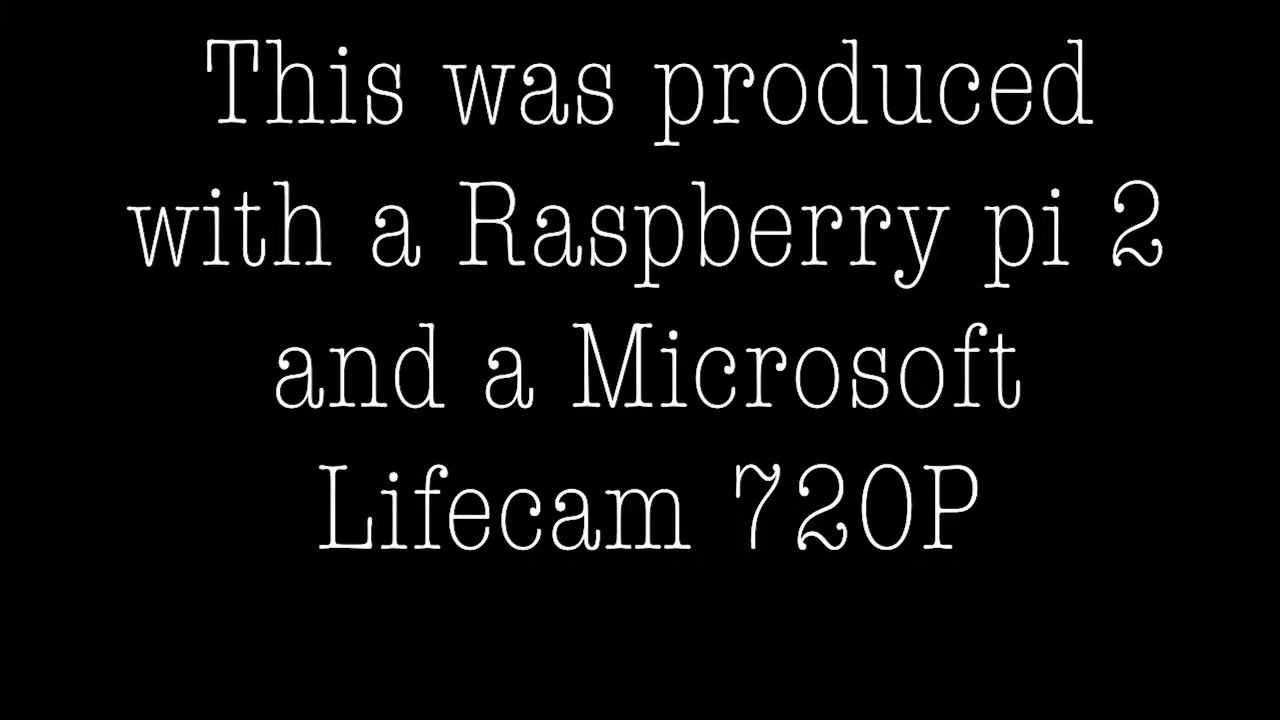 This was produced
with a Raspberry pi 2
and a Microsoft
Lifecam 720P